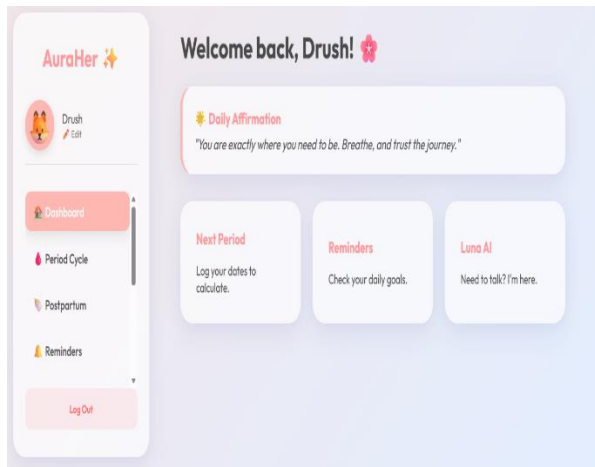 AuraHer ✨
Drush
Edit
Dashboard
Period Cycle
Postpartum
Reminders
Log Out
Welcome back, Drush! 🌸
Daily Affirmation
"You are exactly where you need to be. Breathe, and trust the journey."
Next Period
Log your dates to
calculate.
Reminders
Check your daily goals.
Luna AI
Need to talk? I'm here.